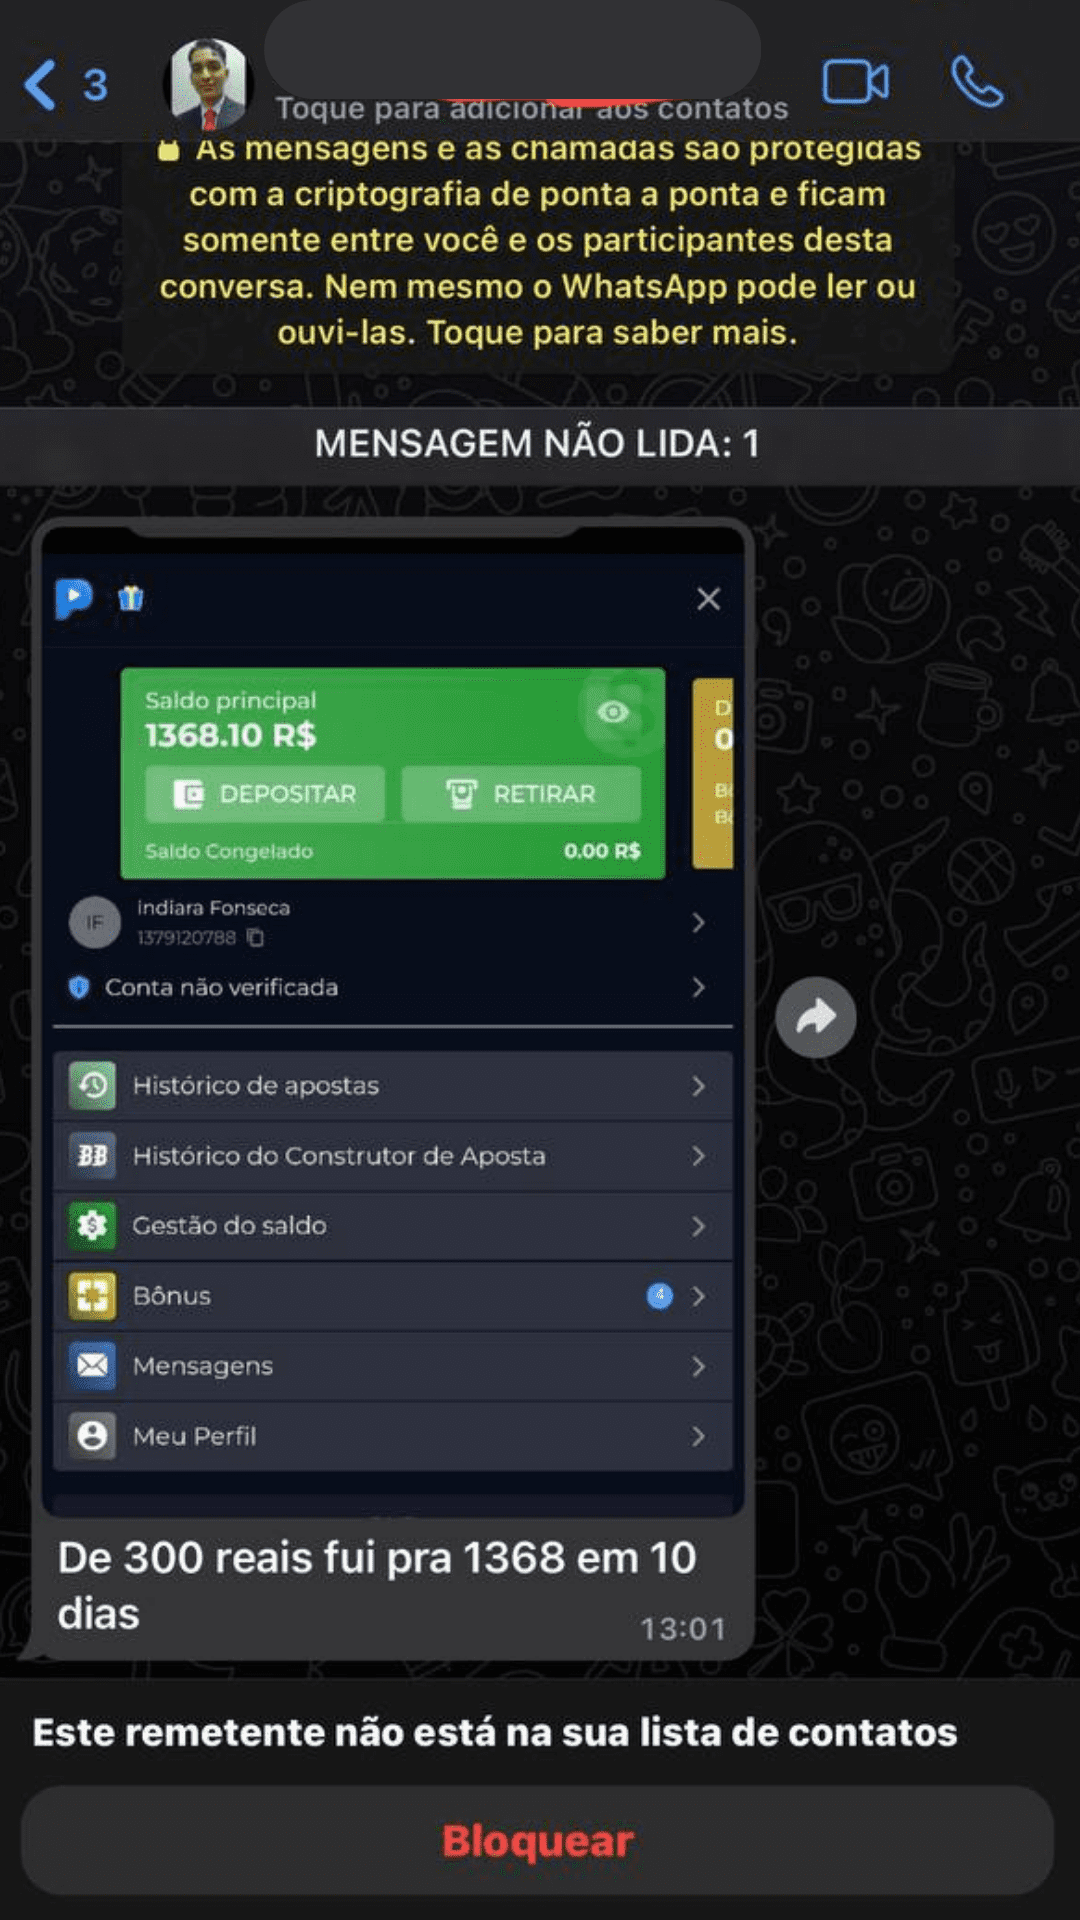 3
Toque para adicionar aos contatos
As mensagens e as chamadas são protegidas
com a criptografia de ponta a ponta e ficam
somente entre você e os participantes desta
conversa. Nem mesmo o WhatsApp pode ler ou
ouvi-las. Toque para saber mais.
MENSAGEM NÃO LIDA: 1
Saldo principal
1368.10 R$
DEPOSITAR
RETIRAR
Saldo Congelado
0.00 R$
D
0
IF
indiara Fonseca
1379120788
Conta não verificada
Histórico de apostas
BB
Histórico do Construtor de Aposta
Gestão do saldo
Bônus
4
Mensagens
Meu Perfil
De 300 reais fui pra 1368 em 10
dias
13:01
Este remetente não está na sua lista de contatos
Bloquear